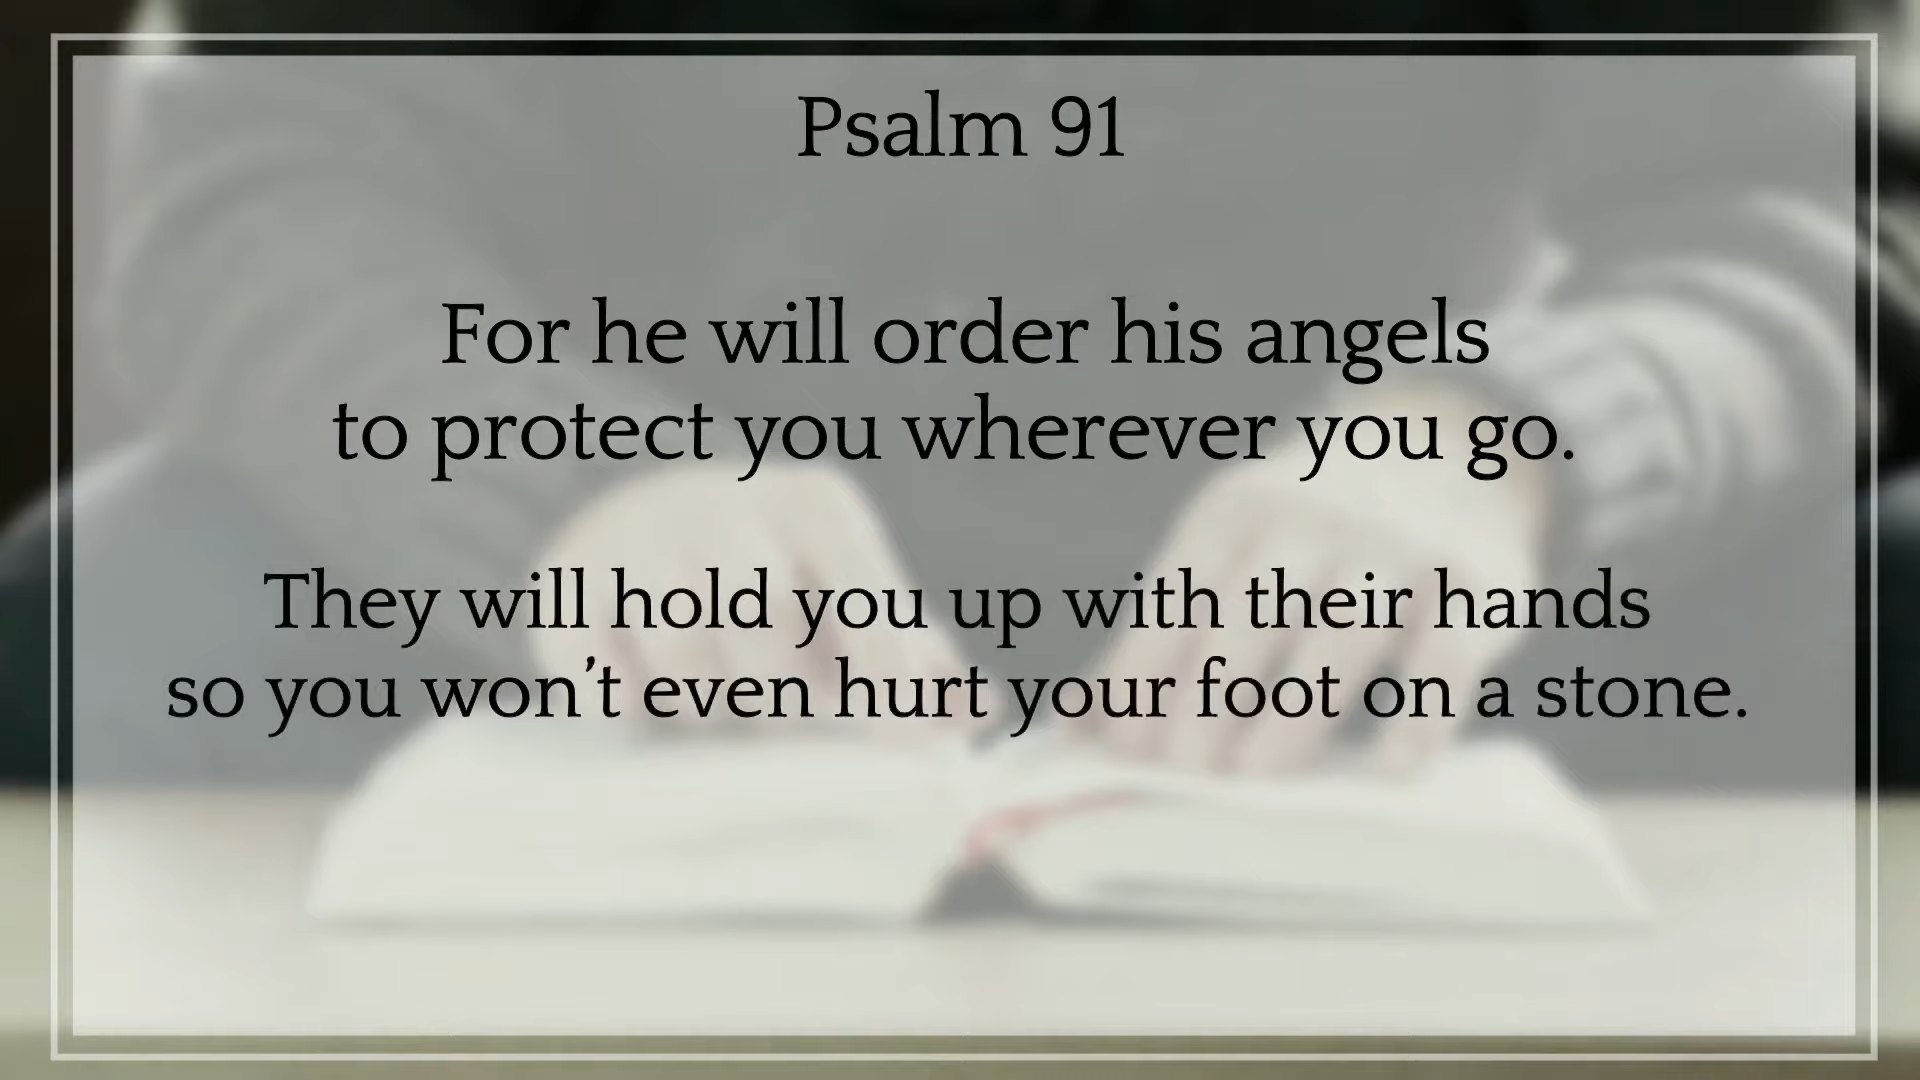 Psalm 91
For he will order his angels
to protect you wherever you go.
They will hold you up with their hands
so you won’t even hurt your foot on a stone.